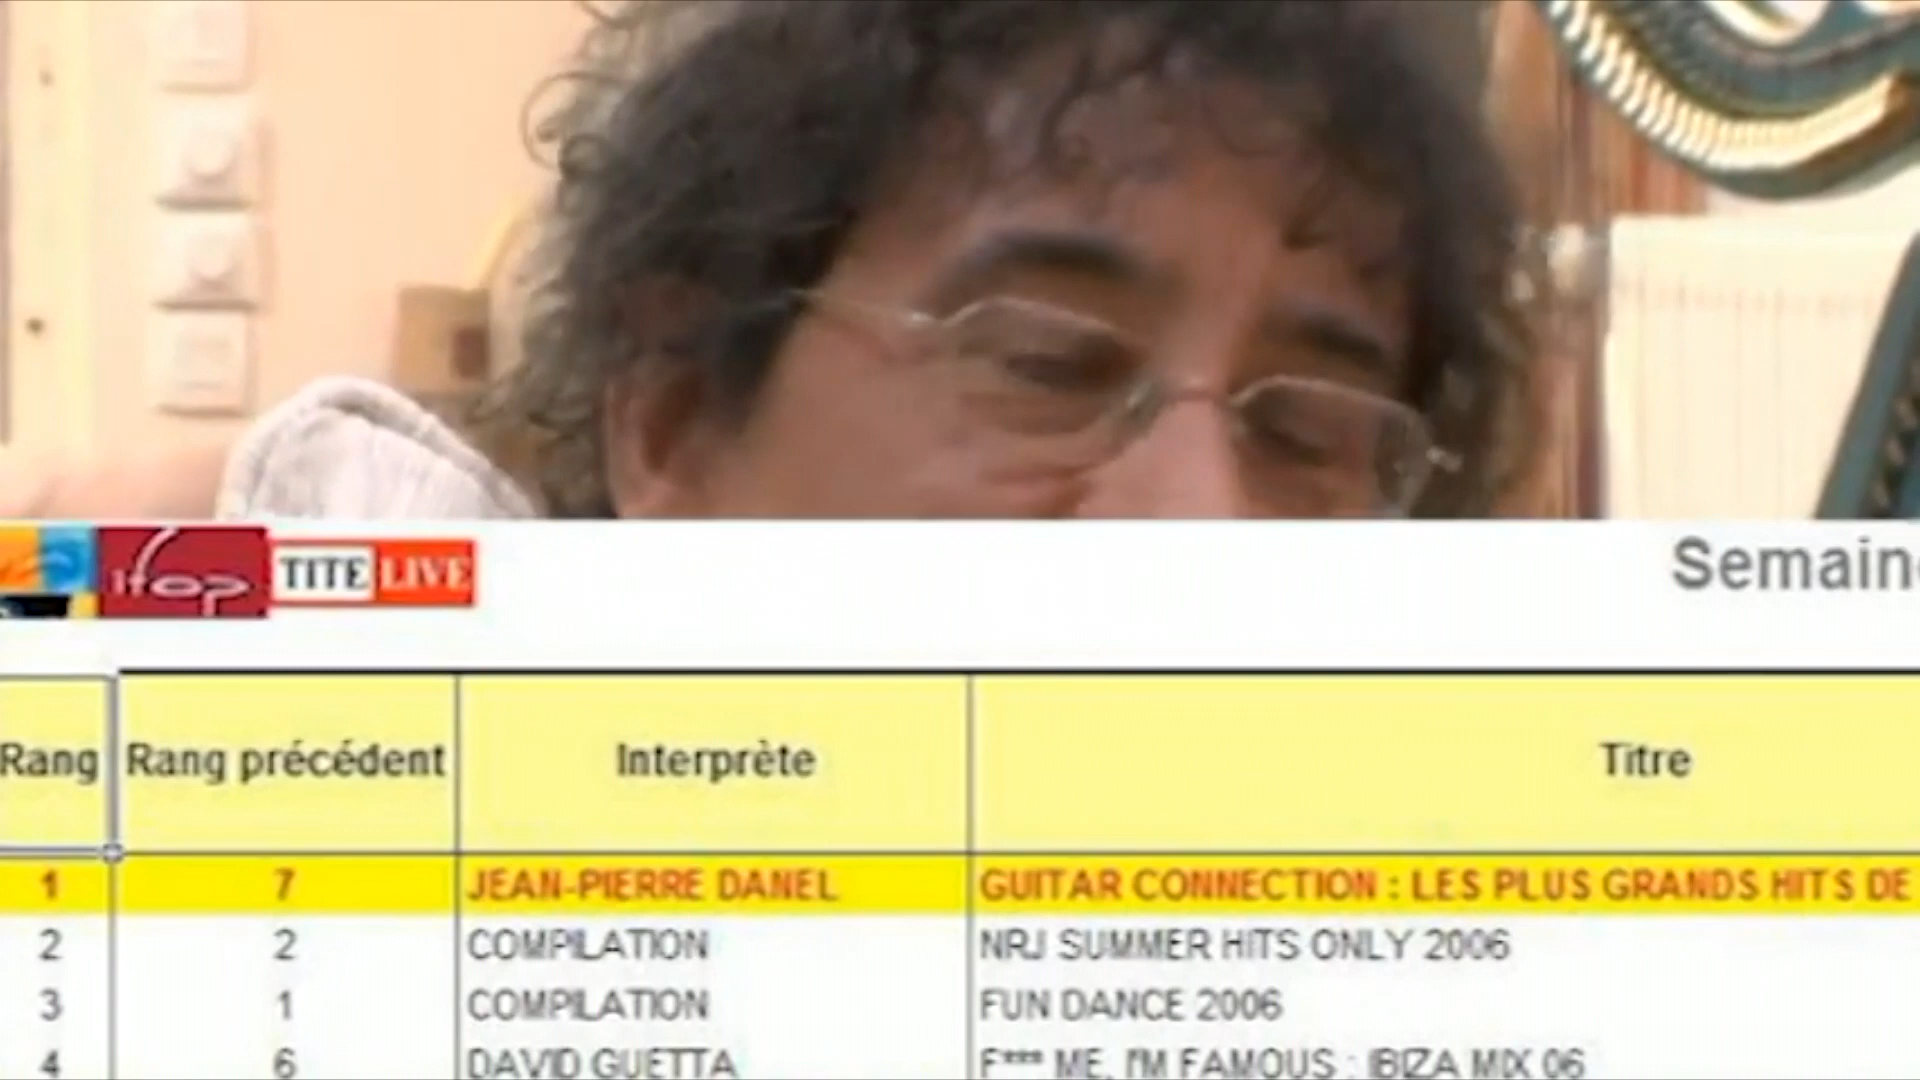 ifop TITE LIVE
Semaine
Rang Rang précédent Interprète Titre
1 7 JEAN-PIERRE DANEL GUITAR CONNECTION : LES PLUS GRANDS HITS DE
2 2 COMPILATION NRJ SUMMER HITS ONLY 2006
3 1 COMPILATION FUN DANCE 2006
4 6 DAVID GUETTA F*** ME, I'M FAMOUS : IBIZA MIX 06